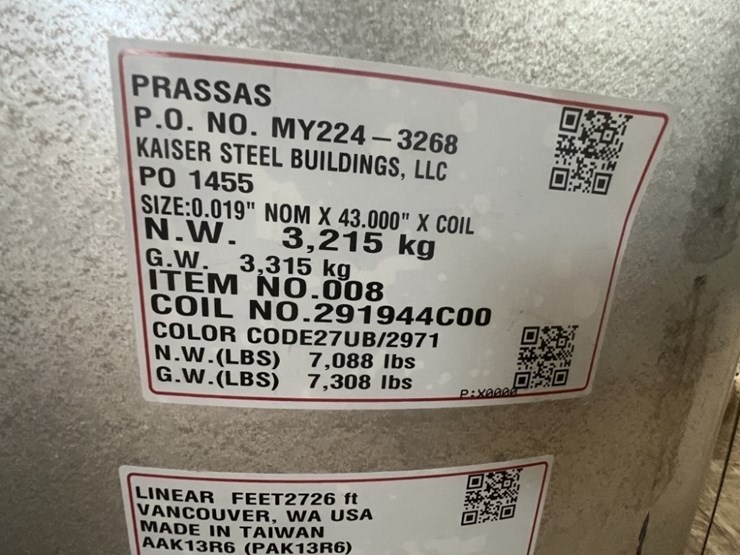 PRASSAS
P.O. NO. MY224-3268
KAISER STEEL BUILDINGS, LLC
PO 1455
SIZE:0.019" NOM X 43.000" X COIL
N.W. 3,215 kg
G.W. 3,315 kg
ITEM NO.008
COIL NO.291944C00
COLOR CODE27UB/2971
N.W.(LBS) 7,088 lbs
G.W.(LBS) 7,308 lbs
P:X0000
LINEAR FEET2726 ft
VANCOUVER, WA USA
MADE IN TAIWAN
AAK13R6 (PAK13R6)